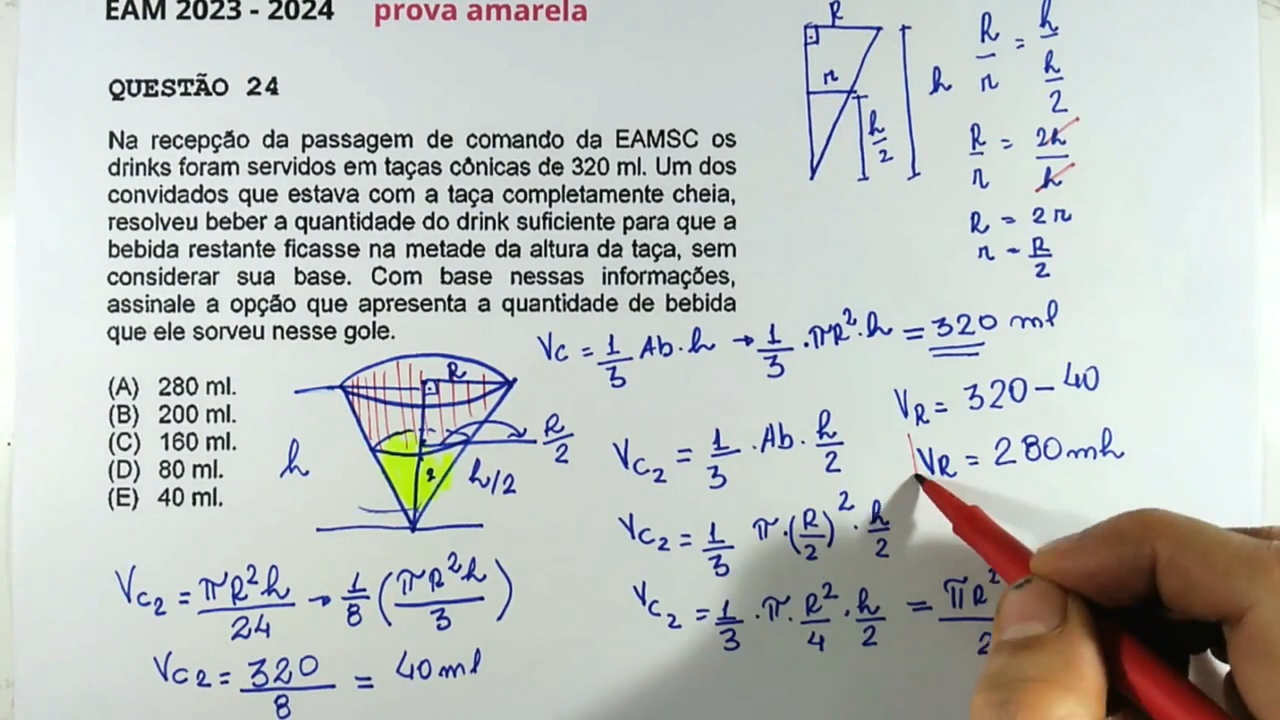 EAM 2023 - 2024 prova amarela
QUESTÃO 24
Na recepção da passagem de comando da EAMSC os
drinks foram servidos em taças cônicas de 320 ml. Um dos
convidados que estava com a taça completamente cheia,
resolveu beber a quantidade do drink suficiente para que a
bebida restante ficasse na metade da altura da taça, sem
considerar sua base. Com base nessas informações,
assinale a opção que apresenta a quantidade de bebida
que ele sorveu nesse gole.
(A) 280 ml.
(B) 200 ml.
(C) 160 ml.
(D) 80 ml.
(E) 40 ml.
R
h
R/2
h/2
R
r
h/2
h
R/r = h/(h/2)
R/r = 2h/h
R = 2r
r = R/2
Vc = 1/3 Ab·h → 1/3 · πR²·h = 320 ml
Vc2 = 1/3 · Ab · h/2
Vc2 = 1/3 π·(R/2)² · h/2
Vc2 = 1/3 · π · R²/4 · h/2 = πR²
Vc2 = πR²h/24 → 1/8 (πR²h/3)
Vc2 = 320/8 = 40 ml
VR = 320 - 40
VR = 280 ml